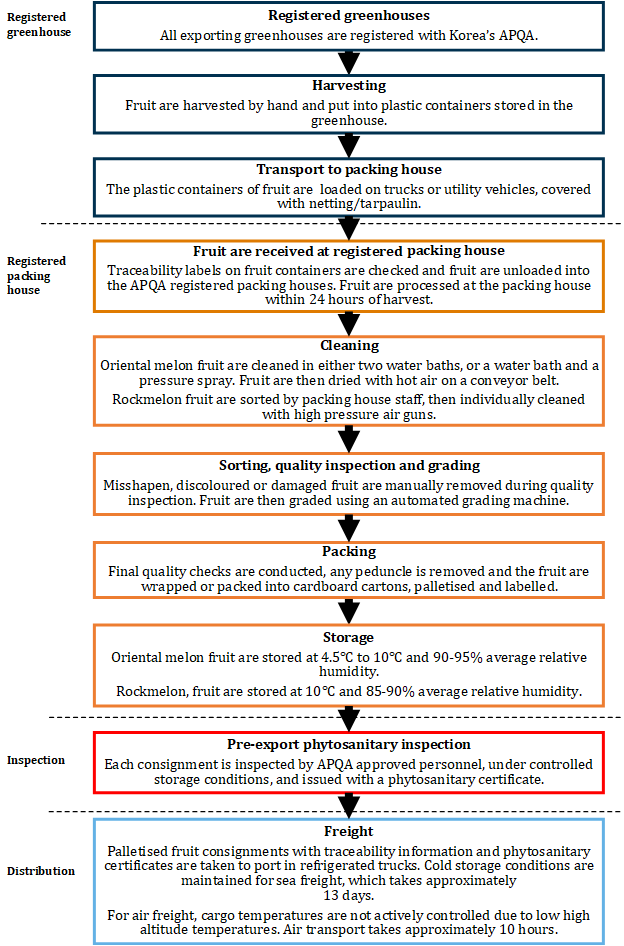 Registered
greenhouse
Registered greenhouses
All exporting greenhouses are registered with Korea’s APQA.
Harvesting
Fruit are harvested by hand and put into plastic containers stored in the
greenhouse.
Transport to packing house
The plastic containers of fruit are loaded on trucks or utility vehicles, covered
with netting/tarpaulin.
Registered
packing
house
Fruit are received at registered packing house
Traceability labels on fruit containers are checked and fruit are unloaded into
the APQA registered packing houses. Fruit are processed at the packing house
within 24 hours of harvest.
Cleaning
Oriental melon fruit are cleaned in either two water baths, or a water bath and a
pressure spray. Fruit are then dried with hot air on a conveyor belt.
Rockmelon fruit are sorted by packing house staff, then individually cleaned
with high pressure air guns.
Sorting, quality inspection and grading
Misshapen, discoloured or damaged fruit are manually removed during quality
inspection. Fruit are then graded using an automated grading machine.
Packing
Final quality checks are conducted, any peduncle is removed and the fruit are
wrapped or packed into cardboard cartons, palletised and labelled.
Storage
Oriental melon fruit are stored at 4.5°C to 10°C and 90-95% average relative
humidity.
Rockmelon, fruit are stored at 10°C and 85-90% average relative humidity.
Inspection
Pre-export phytosanitary inspection
Each consignment is inspected by APQA approved personnel, under controlled
storage conditions, and issued with a phytosanitary certificate.
Distribution
Freight
Palletised fruit consignments with traceability information and phytosanitary
certificates are taken to port in refrigerated trucks. Cold storage conditions are
maintained for sea freight, which takes approximately
13 days.
For air freight, cargo temperatures are not actively controlled due to low high
altitude temperatures. Air transport takes approximately 10 hours.